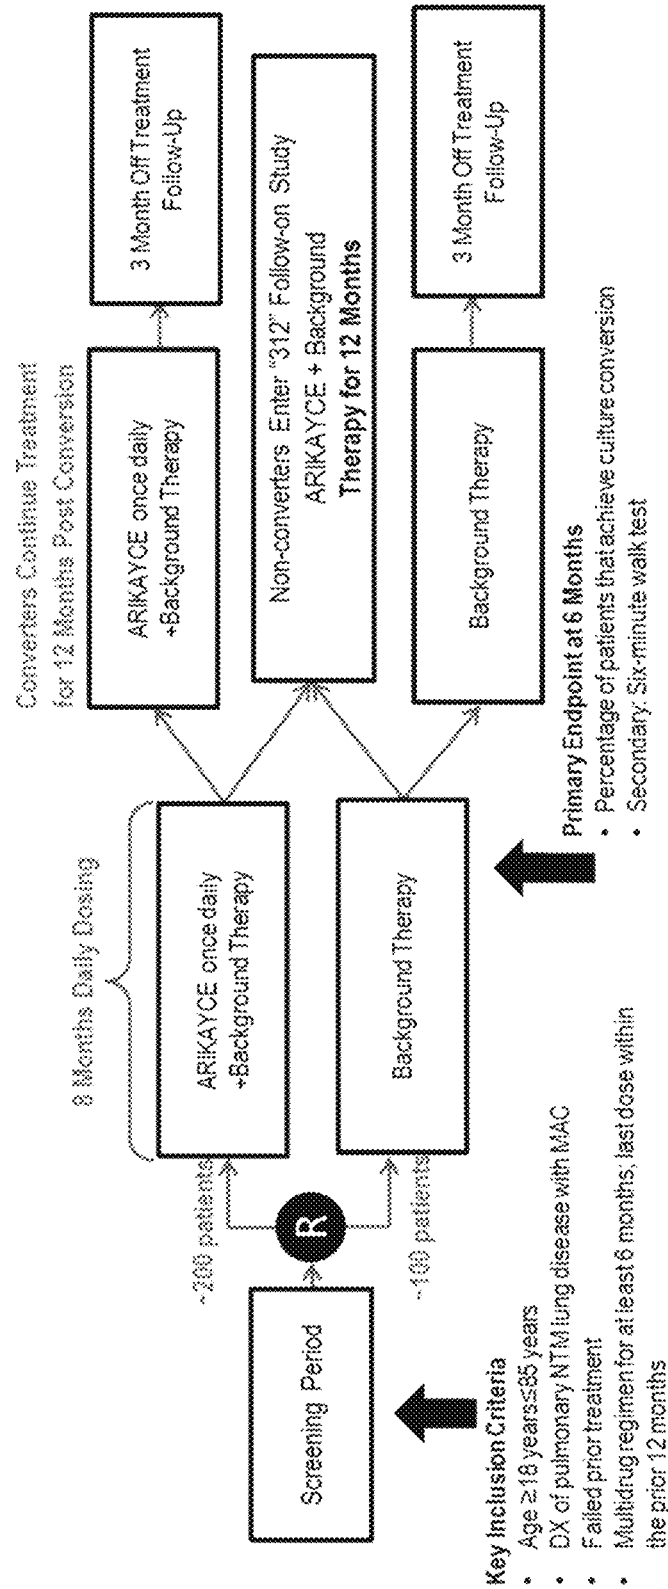 Screening Period
Key Inclusion Criteria
• Age ≥18 years≤85 years
• DX of pulmonary NTM lung disease with MAC
• Failed prior treatment
• Multidrug regimen for at least 6 months; last dose within
the prior 12 months
R
~200 patients
~100 patients
8 Months Daily Dosing
ARIKAYCE once daily
+Background Therapy
Background Therapy
Primary Endpoint at 6 Months
• Percentage of patients that achieve culture conversion
• Secondary: Six-minute walk test
Converters Continue Treatment
for 12 Months Post Conversion
ARIKAYCE once daily
+Background Therapy
3 Month Off Treatment
Follow-Up
Non-converters Enter "312" Follow-on Study
ARIKAYCE + Background
Therapy for 12 Months
Background Therapy
3 Month Off Treatment
Follow-Up